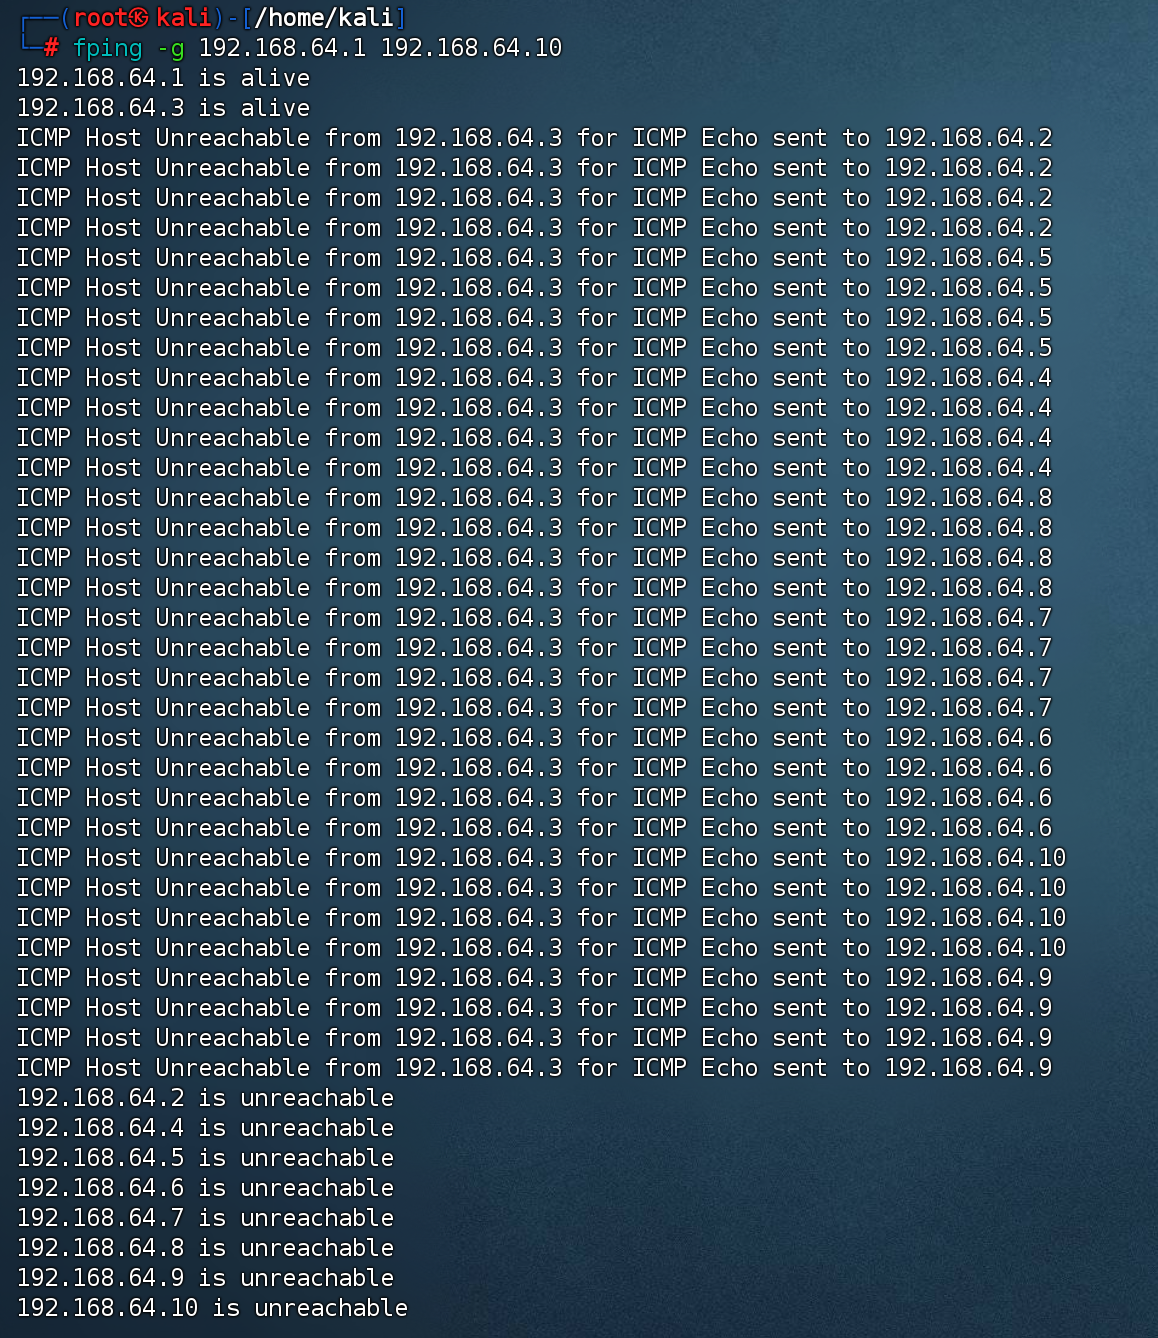 ┌──(root㉿kali)-[/home/kali]
└─# fping -g 192.168.64.1 192.168.64.10
192.168.64.1 is alive
192.168.64.3 is alive
ICMP Host Unreachable from 192.168.64.3 for ICMP Echo sent to 192.168.64.2
ICMP Host Unreachable from 192.168.64.3 for ICMP Echo sent to 192.168.64.2
ICMP Host Unreachable from 192.168.64.3 for ICMP Echo sent to 192.168.64.2
ICMP Host Unreachable from 192.168.64.3 for ICMP Echo sent to 192.168.64.2
ICMP Host Unreachable from 192.168.64.3 for ICMP Echo sent to 192.168.64.5
ICMP Host Unreachable from 192.168.64.3 for ICMP Echo sent to 192.168.64.5
ICMP Host Unreachable from 192.168.64.3 for ICMP Echo sent to 192.168.64.5
ICMP Host Unreachable from 192.168.64.3 for ICMP Echo sent to 192.168.64.5
ICMP Host Unreachable from 192.168.64.3 for ICMP Echo sent to 192.168.64.4
ICMP Host Unreachable from 192.168.64.3 for ICMP Echo sent to 192.168.64.4
ICMP Host Unreachable from 192.168.64.3 for ICMP Echo sent to 192.168.64.4
ICMP Host Unreachable from 192.168.64.3 for ICMP Echo sent to 192.168.64.4
ICMP Host Unreachable from 192.168.64.3 for ICMP Echo sent to 192.168.64.8
ICMP Host Unreachable from 192.168.64.3 for ICMP Echo sent to 192.168.64.8
ICMP Host Unreachable from 192.168.64.3 for ICMP Echo sent to 192.168.64.8
ICMP Host Unreachable from 192.168.64.3 for ICMP Echo sent to 192.168.64.8
ICMP Host Unreachable from 192.168.64.3 for ICMP Echo sent to 192.168.64.7
ICMP Host Unreachable from 192.168.64.3 for ICMP Echo sent to 192.168.64.7
ICMP Host Unreachable from 192.168.64.3 for ICMP Echo sent to 192.168.64.7
ICMP Host Unreachable from 192.168.64.3 for ICMP Echo sent to 192.168.64.7
ICMP Host Unreachable from 192.168.64.3 for ICMP Echo sent to 192.168.64.6
ICMP Host Unreachable from 192.168.64.3 for ICMP Echo sent to 192.168.64.6
ICMP Host Unreachable from 192.168.64.3 for ICMP Echo sent to 192.168.64.6
ICMP Host Unreachable from 192.168.64.3 for ICMP Echo sent to 192.168.64.6
ICMP Host Unreachable from 192.168.64.3 for ICMP Echo sent to 192.168.64.10
ICMP Host Unreachable from 192.168.64.3 for ICMP Echo sent to 192.168.64.10
ICMP Host Unreachable from 192.168.64.3 for ICMP Echo sent to 192.168.64.10
ICMP Host Unreachable from 192.168.64.3 for ICMP Echo sent to 192.168.64.10
ICMP Host Unreachable from 192.168.64.3 for ICMP Echo sent to 192.168.64.9
ICMP Host Unreachable from 192.168.64.3 for ICMP Echo sent to 192.168.64.9
ICMP Host Unreachable from 192.168.64.3 for ICMP Echo sent to 192.168.64.9
ICMP Host Unreachable from 192.168.64.3 for ICMP Echo sent to 192.168.64.9
192.168.64.2 is unreachable
192.168.64.4 is unreachable
192.168.64.5 is unreachable
192.168.64.6 is unreachable
192.168.64.7 is unreachable
192.168.64.8 is unreachable
192.168.64.9 is unreachable
192.168.64.10 is unreachable